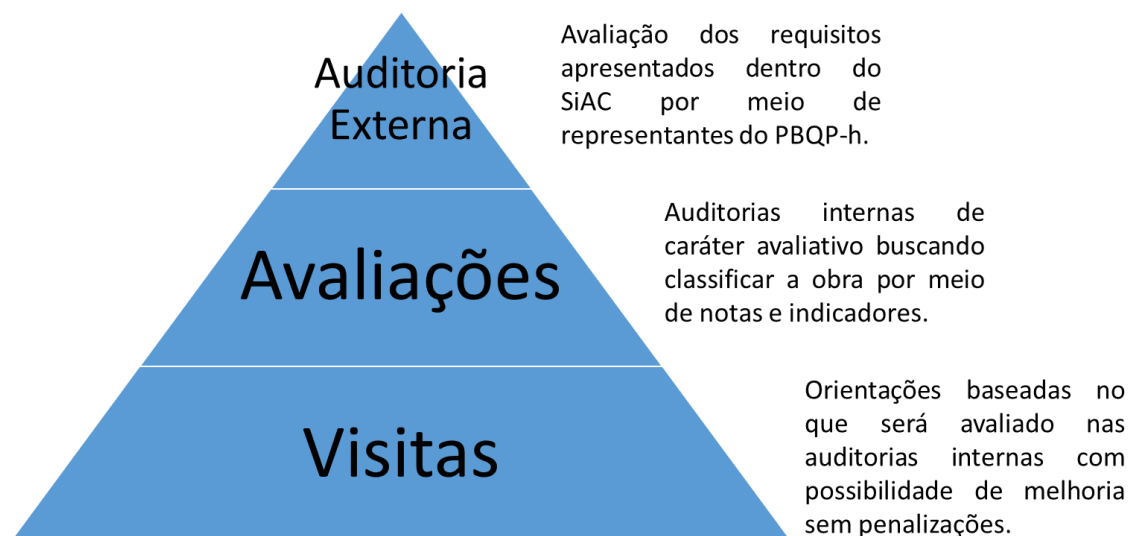 Auditoria
Externa
Avaliação dos requisitos
apresentados dentro do
SiAC por meio de
representantes do PBQP-h.
Avaliações
Auditorias internas de
caráter avaliativo buscando
classificar a obra por meio
de notas e indicadores.
Visitas
Orientações baseadas no
que será avaliado nas
auditorias internas com
possibilidade de melhoria
sem penalizações.